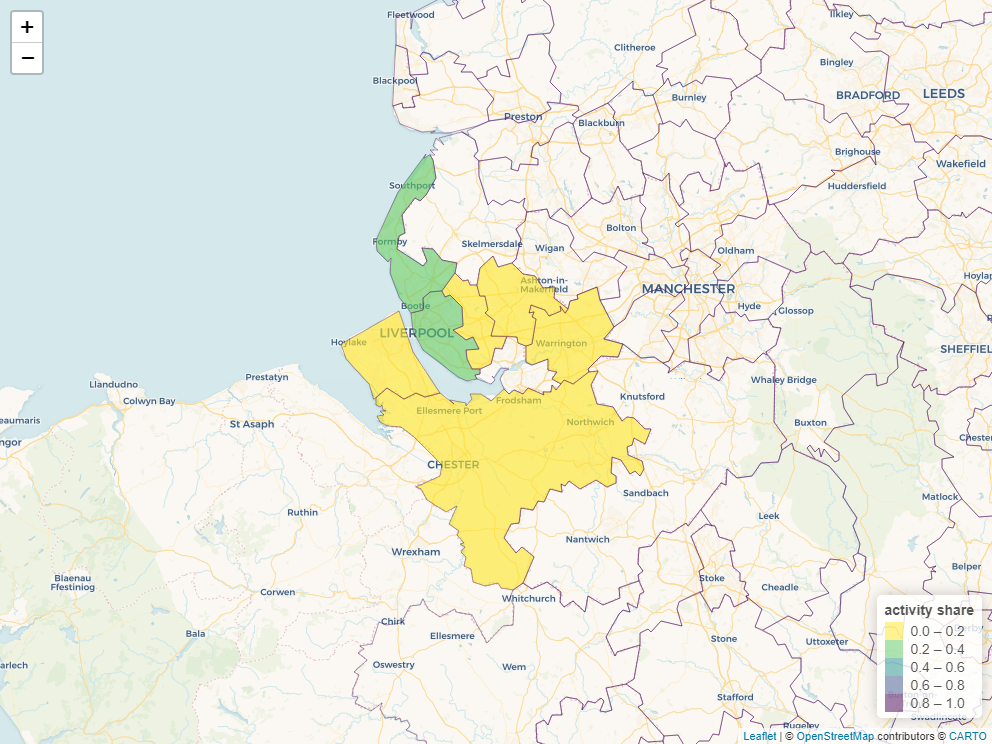 +
−
Fleetwood
Ilkley
Clitheroe
Bingley
Blackpool
BRADFORD
LEEDS
Burnley
Preston
Blackburn
Brighouse
Wakefield
Southport
Huddersfield
Bolton
Formby
Skelmersdale
Wigan
Oldham
Ashton-in-
Makerfield
MANCHESTER
Hoylan
Bootle
Hyde
Glossop
LIVERPOOL
Hoylake
Warrington
SHEFFIEL
Prestatyn
Llandudno
Whaley Bridge
Colwyn Bay
Frodsham
Knutsford
Ellesmere Port
eaumaris
St Asaph
Northwich
Buxton
ngor
Chester
CHESTER
Sandbach
Matlock
Ruthin
Leek
Nantwich
Wrexham
Belper
Blaenau
Ffestiniog
Stoke
Cheadle
Corwen
Whitchurch
activity share
Chirk
Bala
Ellesmere
Stone
Uttoxeter
0.0 – 0.2
0.2 – 0.4
0.4 – 0.6
0.6 – 0.8
0.8 – 1.0
arlech
Oswestry
Wem
Stafford
Swadlincote
Rugeley
Leaflet | © OpenStreetMap contributors © CARTO